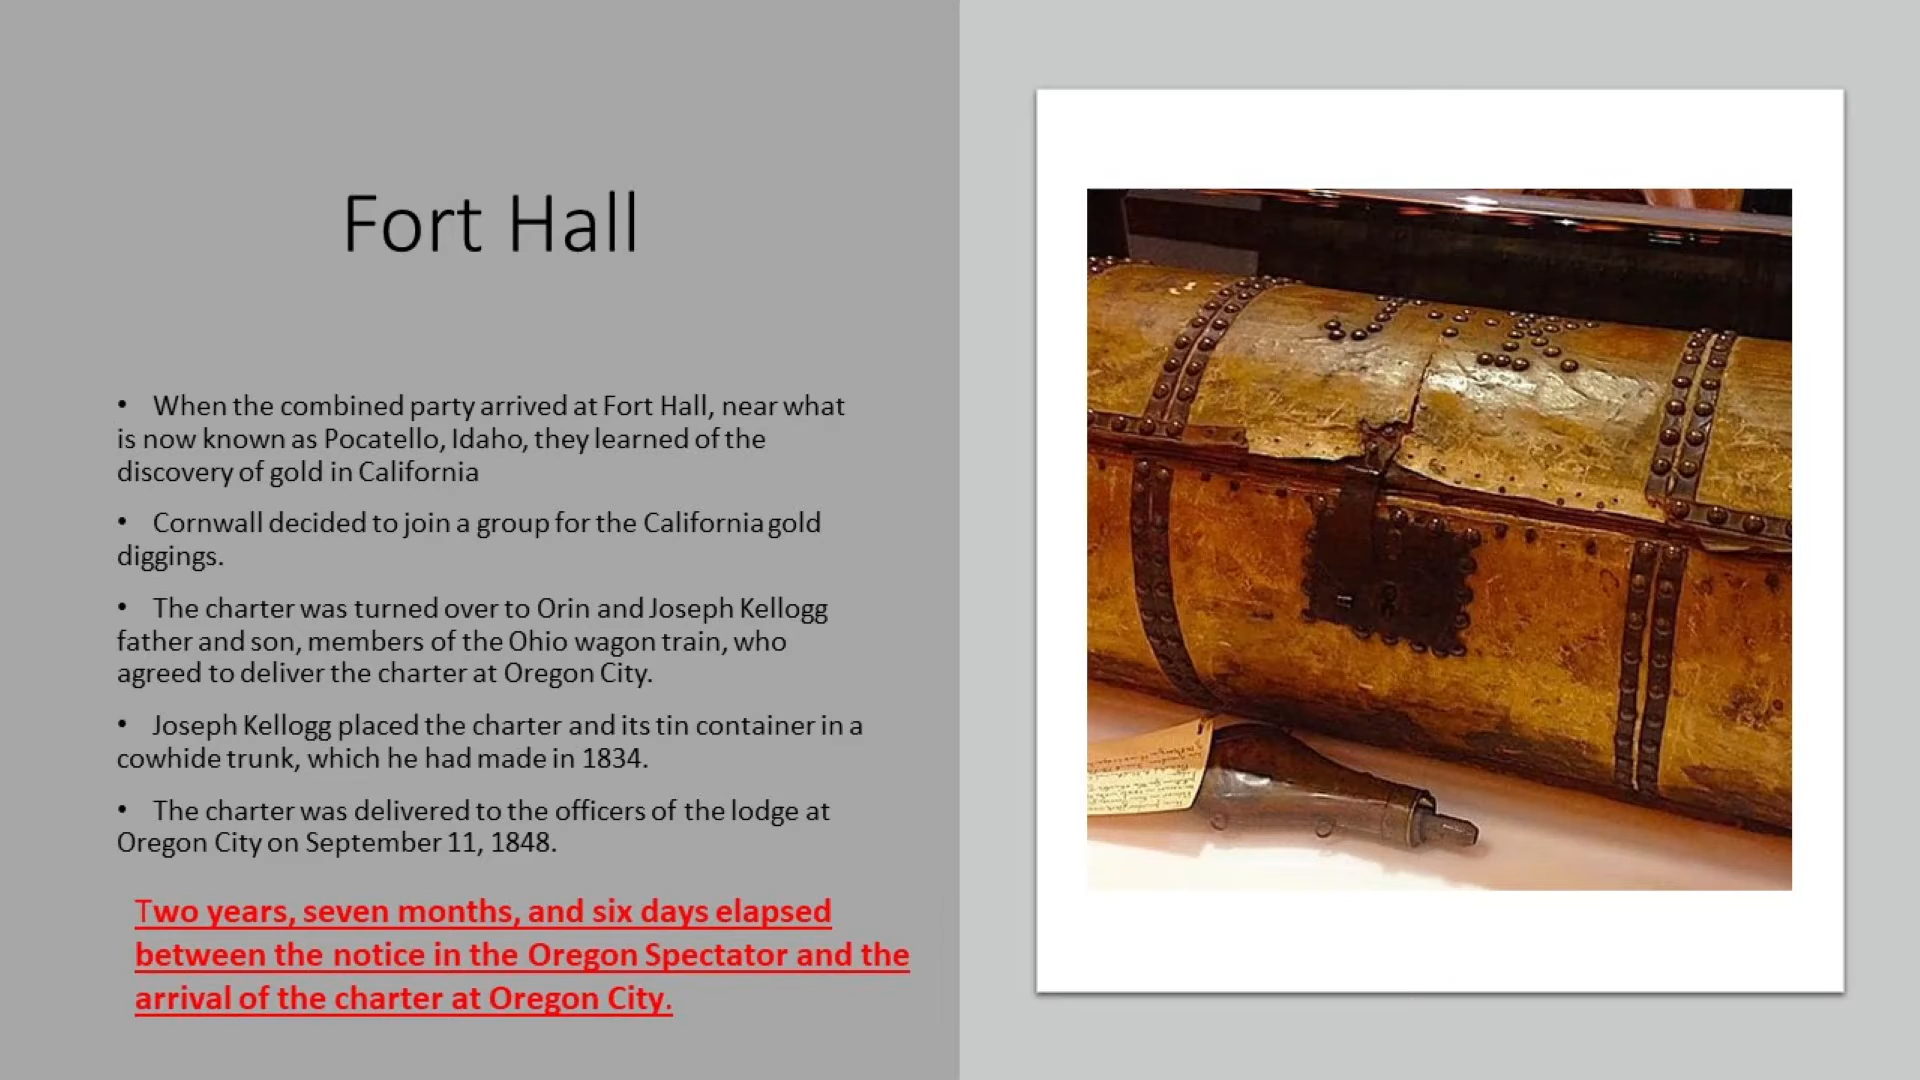 Fort Hall
• When the combined party arrived at Fort Hall, near what
is now known as Pocatello, Idaho, they learned of the
discovery of gold in California
• Cornwall decided to join a group for the California gold
diggings.
• The charter was turned over to Orin and Joseph Kellogg
father and son, members of the Ohio wagon train, who
agreed to deliver the charter at Oregon City.
• Joseph Kellogg placed the charter and its tin container in a
cowhide trunk, which he had made in 1834.
• The charter was delivered to the officers of the lodge at
Oregon City on September 11, 1848.
Two years, seven months, and six days elapsed
between the notice in the Oregon Spectator and the
arrival of the charter at Oregon City.